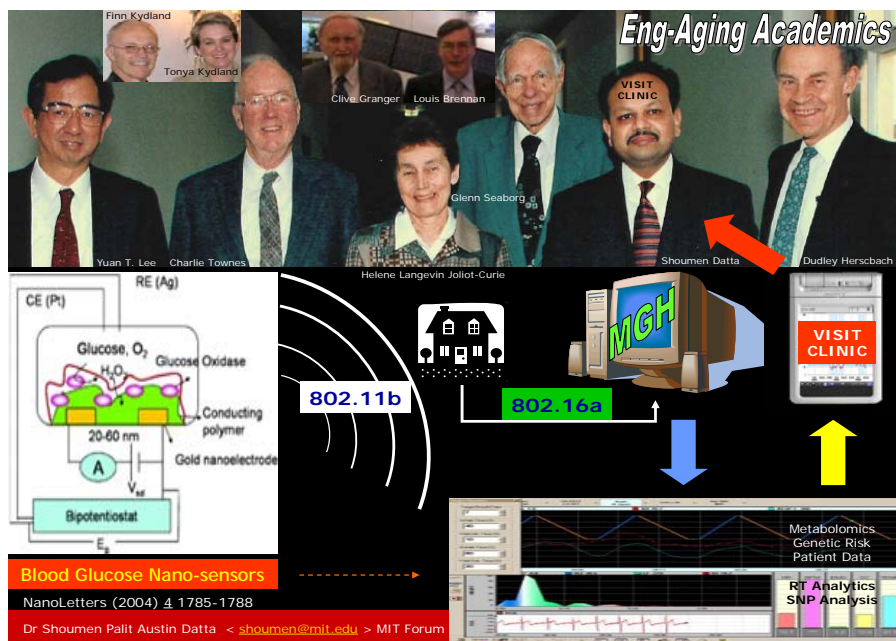 Eng-Aging Academics
Finn Kydland
Tonya Kydland
Clive Granger
Louis Brennan
VISIT
CLINIC
Glenn Seaborg
Yuan T. Lee
Charlie Townes
Shoumen Datta
Dudley Herscbach
Helene Langevin Joliot-Curie
RE (Ag)
CE (Pt)
Glucose, O2
Glucose Oxidase
H2O2
Conducting
polymer
20-60 nm
Gold nanoelectrode
A
Vsd
Bipotentiostat
Eg
802.11b
802.16a
MGH
VISIT
CLINIC
Metabolomics
Genetic Risk
Patient Data
RT Analytics
SNP Analysis
Blood Glucose Nano-sensors
NanoLetters (2004) 4 1785-1788
Dr Shoumen Palit Austin Datta < shoumen@mit.edu > MIT Forum